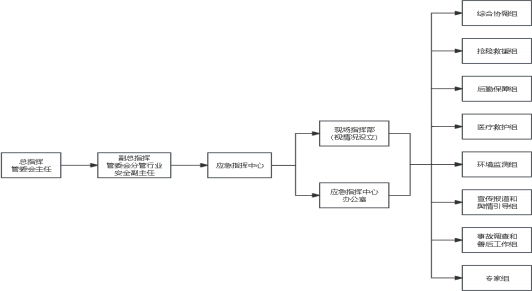 总指挥
管委会主任
副总指挥
管委会分管行业
安全副主任
应急指挥中心
现场指挥部
(视情况设立)
应急指挥中心
办公室
综合协调组
抢险救援组
后勤保障组
医疗救护组
环境监测组
宣传报道和
舆情引导组
事故调查和
善后工作组
专家组